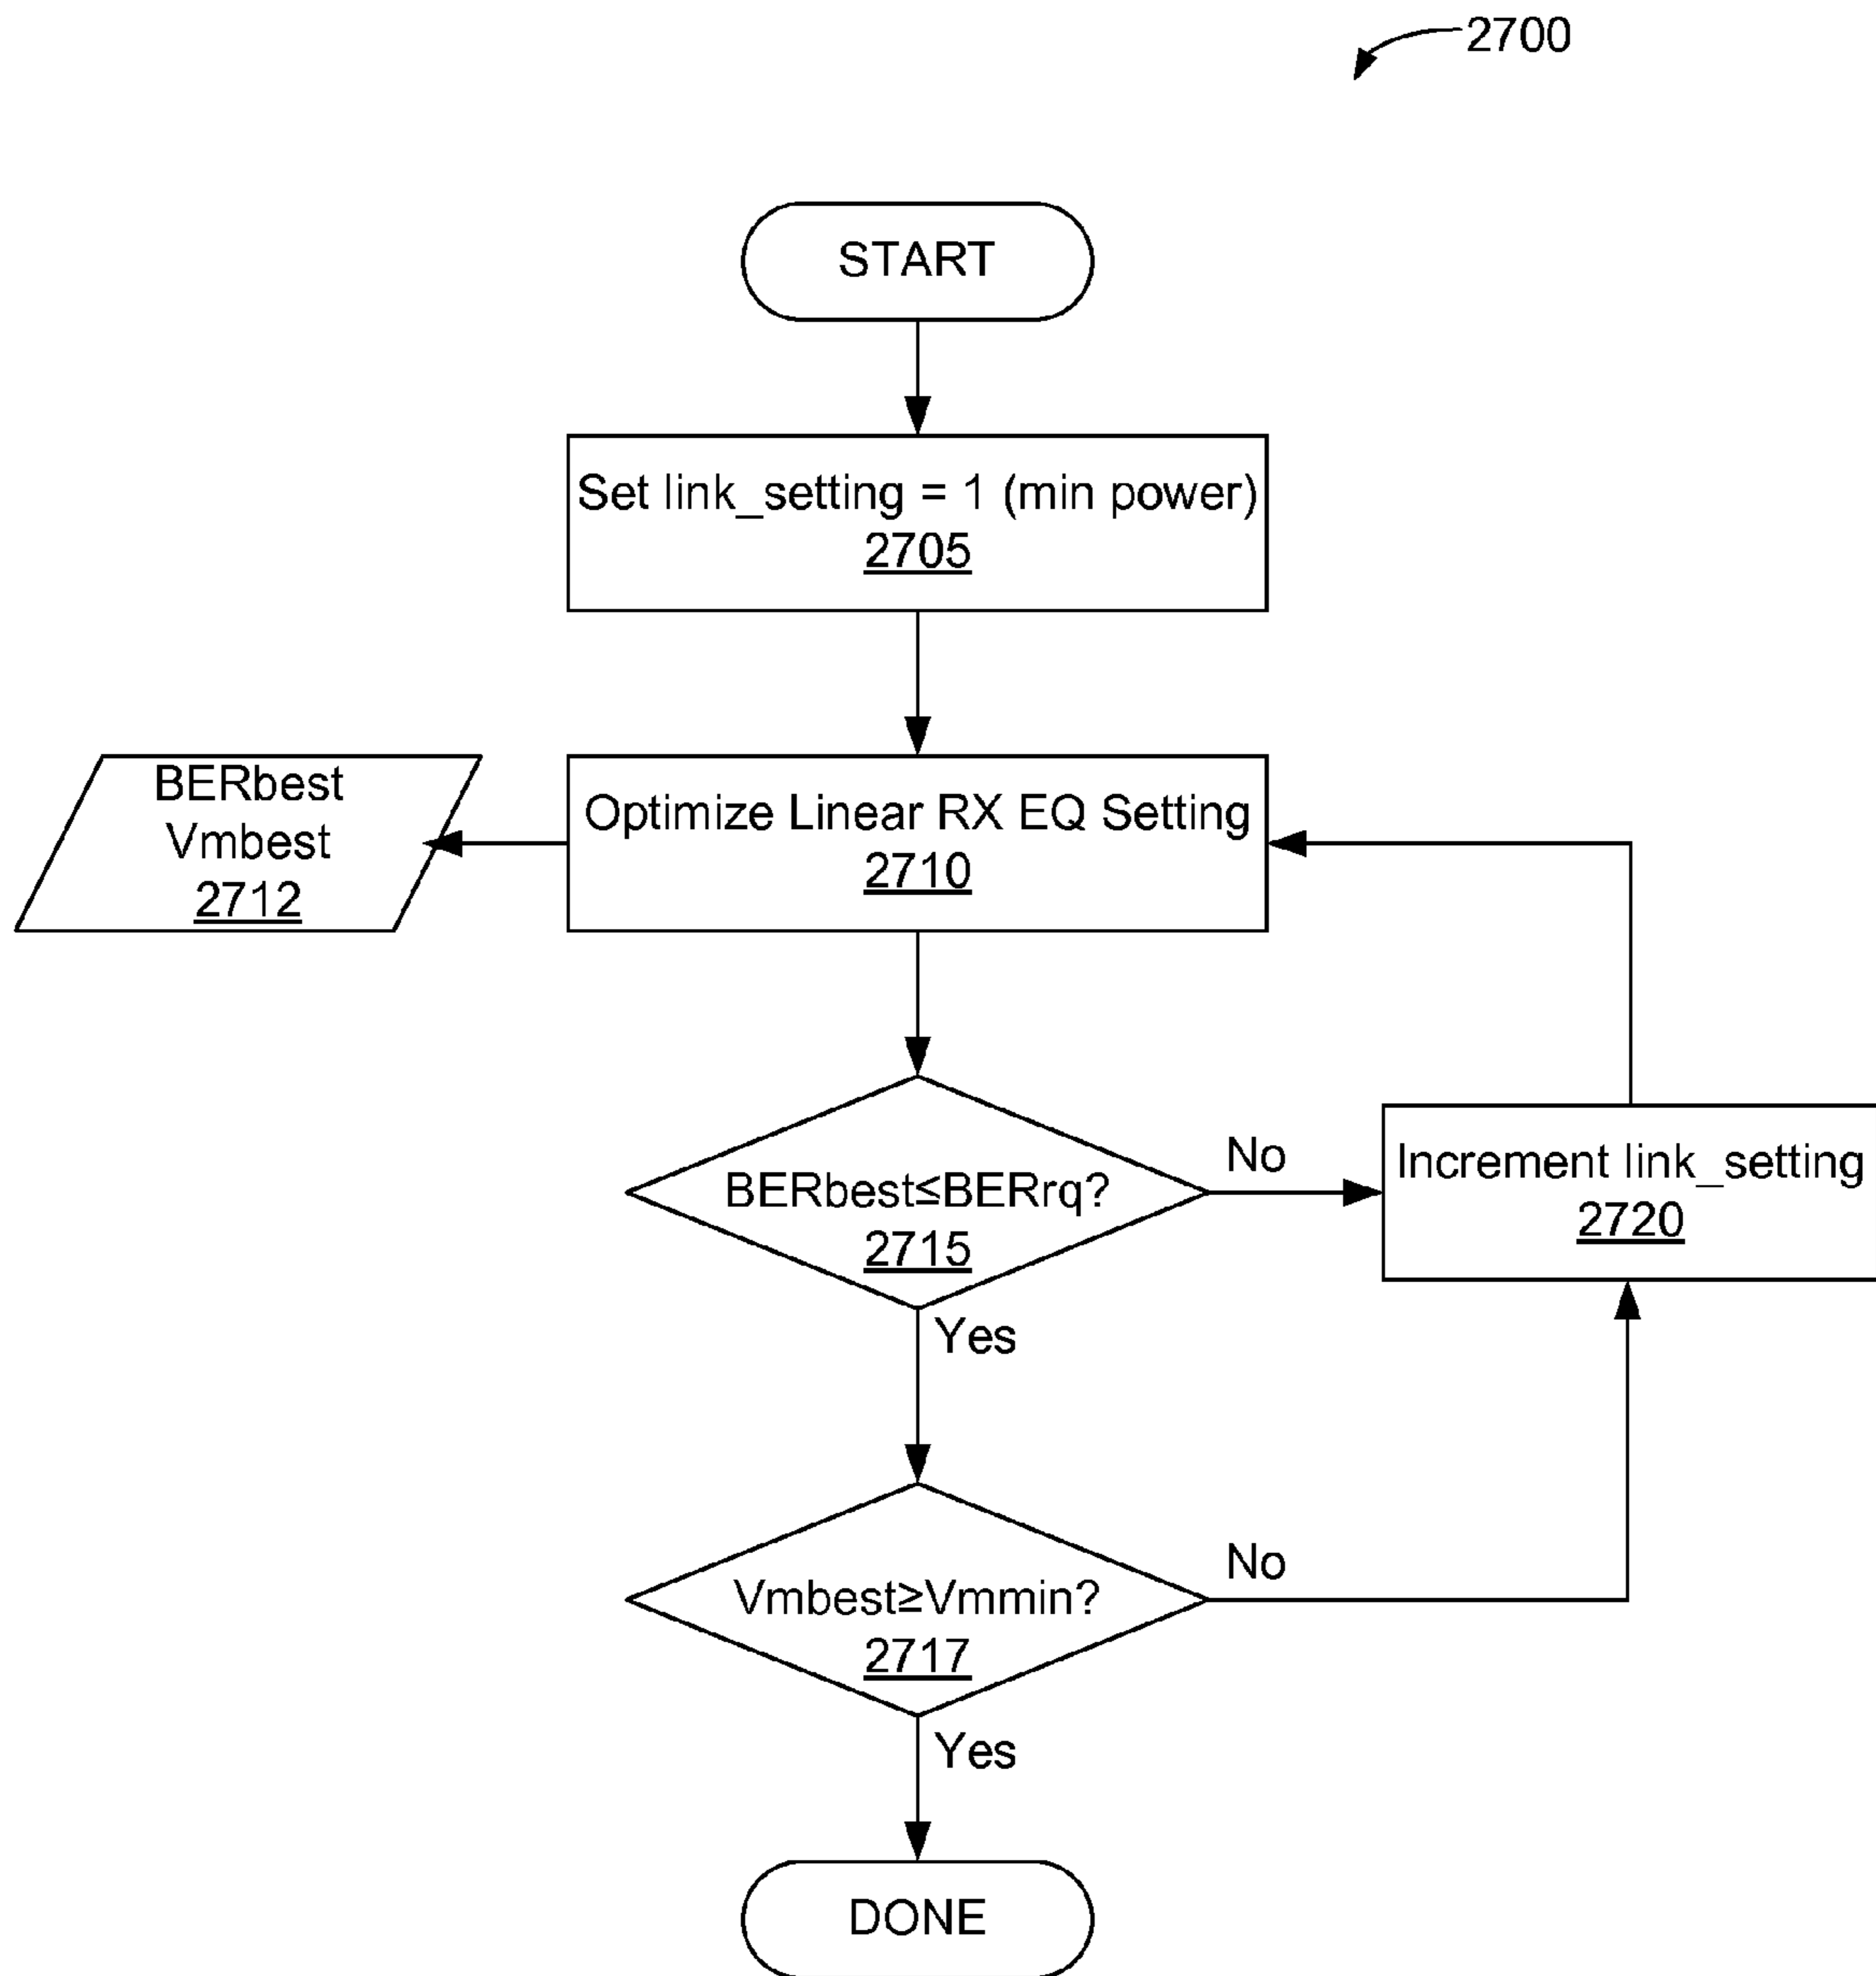 2700
START
Set link_setting = 1 (min power)
2705
BERbest
Vmbest
2712
Optimize Linear RX EQ Setting
2710
BERbest≤BERrq?
2715
No
Increment link_setting
2720
Yes
Vmbest≥Vmmin?
2717
No
Yes
DONE